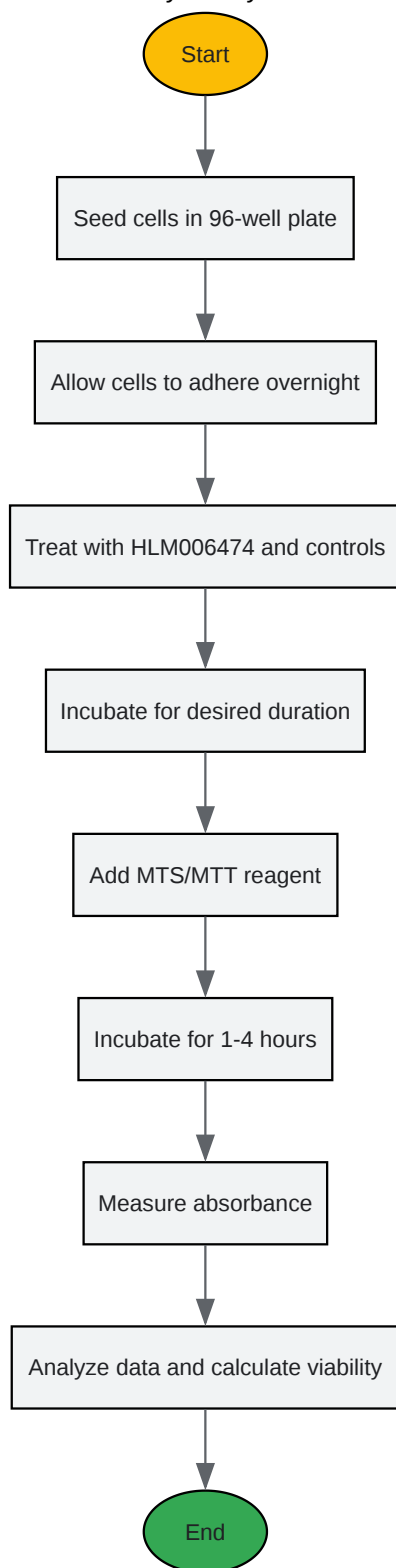 Start
Seed cells in 96-well plate
Allow cells to adhere overnight
Treat with HLM006474 and controls
Incubate for desired duration
Add MTS/MTT reagent
Incubate for 1-4 hours
Measure absorbance
Analyze data and calculate viability
End